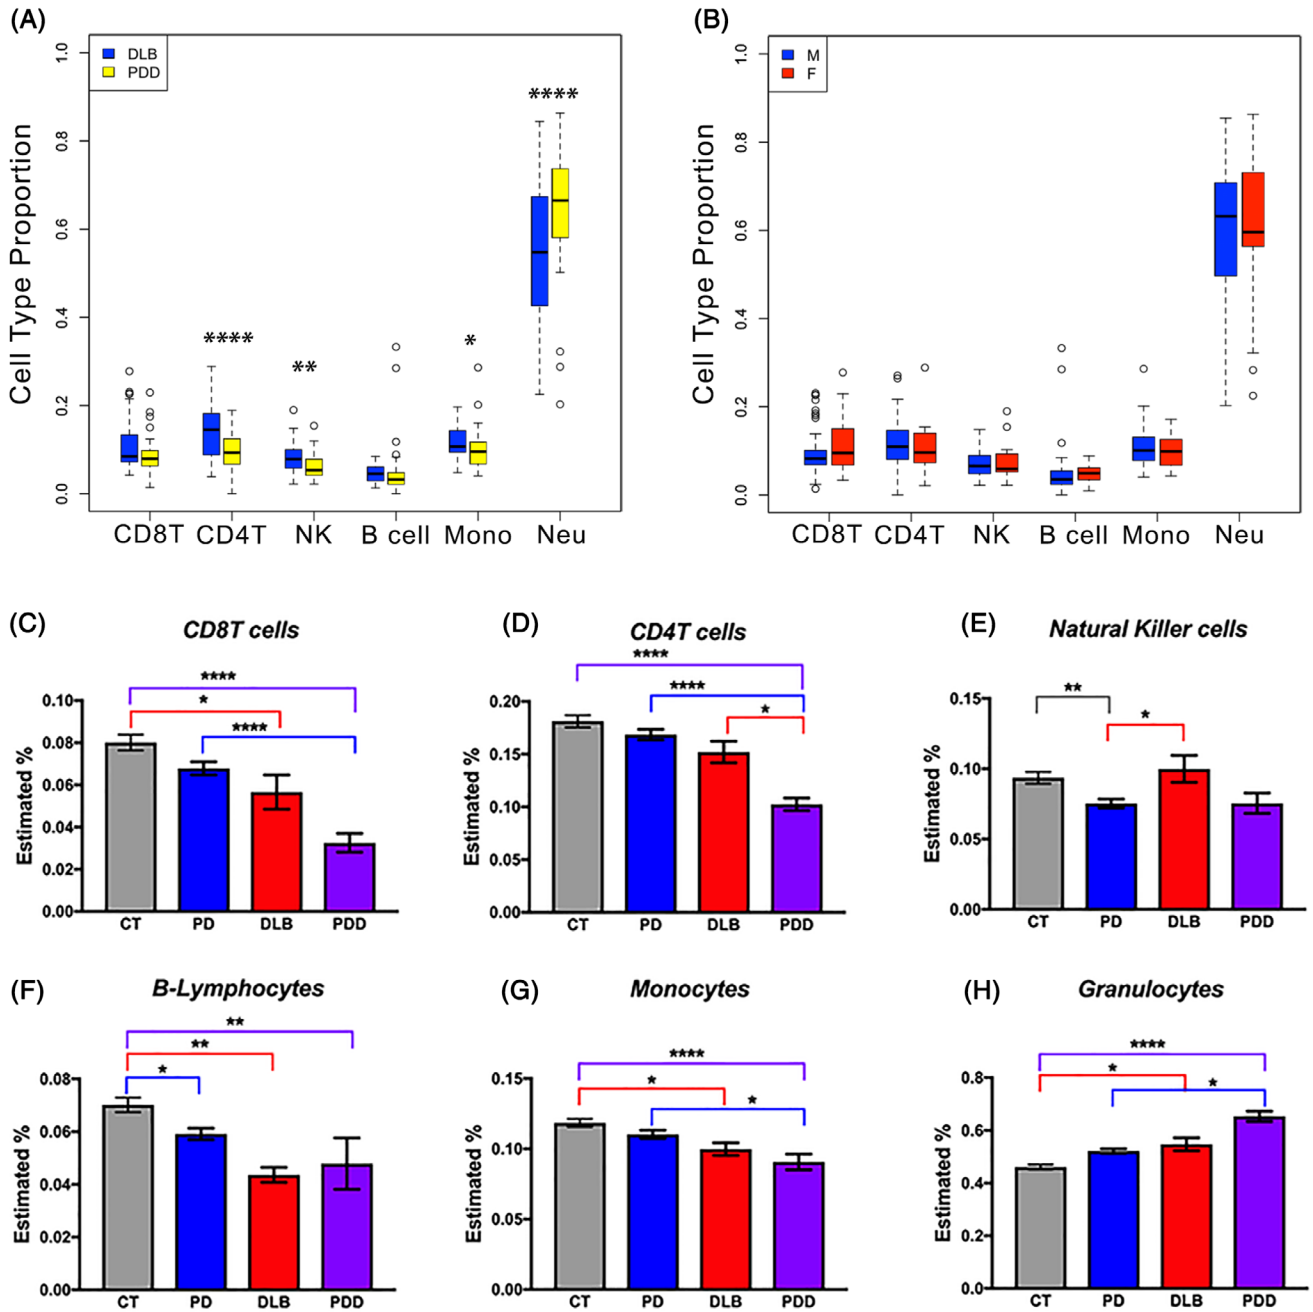 (A)
DLB
PDD
Cell Type Proportion
1.0
0.8
0.6
0.4
0.2
0.0
****
**
*
****
CD8T CD4T NK B cell Mono Neu
(B)
M
F
Cell Type Proportion
1.0
0.8
0.6
0.4
0.2
0.0
CD8T CD4T NK B cell Mono Neu
(C)
CD8T cells
****
*
****
Estimated %
0.10
0.08
0.06
0.04
0.02
0.00
CT PD DLB PDD
(D)
CD4T cells
****
****
*
Estimated %
0.20
0.15
0.10
0.05
0.00
CT PD DLB PDD
(E)
Natural Killer cells
**
*
Estimated %
0.15
0.10
0.05
0.00
CT PD DLB PDD
(F)
B-Lymphocytes
**
**
*
Estimated %
0.08
0.06
0.04
0.02
0.00
CT PD DLB PDD
(G)
Monocytes
****
*
*
Estimated %
0.15
0.10
0.05
0.00
CT PD DLB PDD
(H)
Granulocytes
****
*
*
Estimated %
0.8
0.6
0.4
0.2
0.0
CT PD DLB PDD